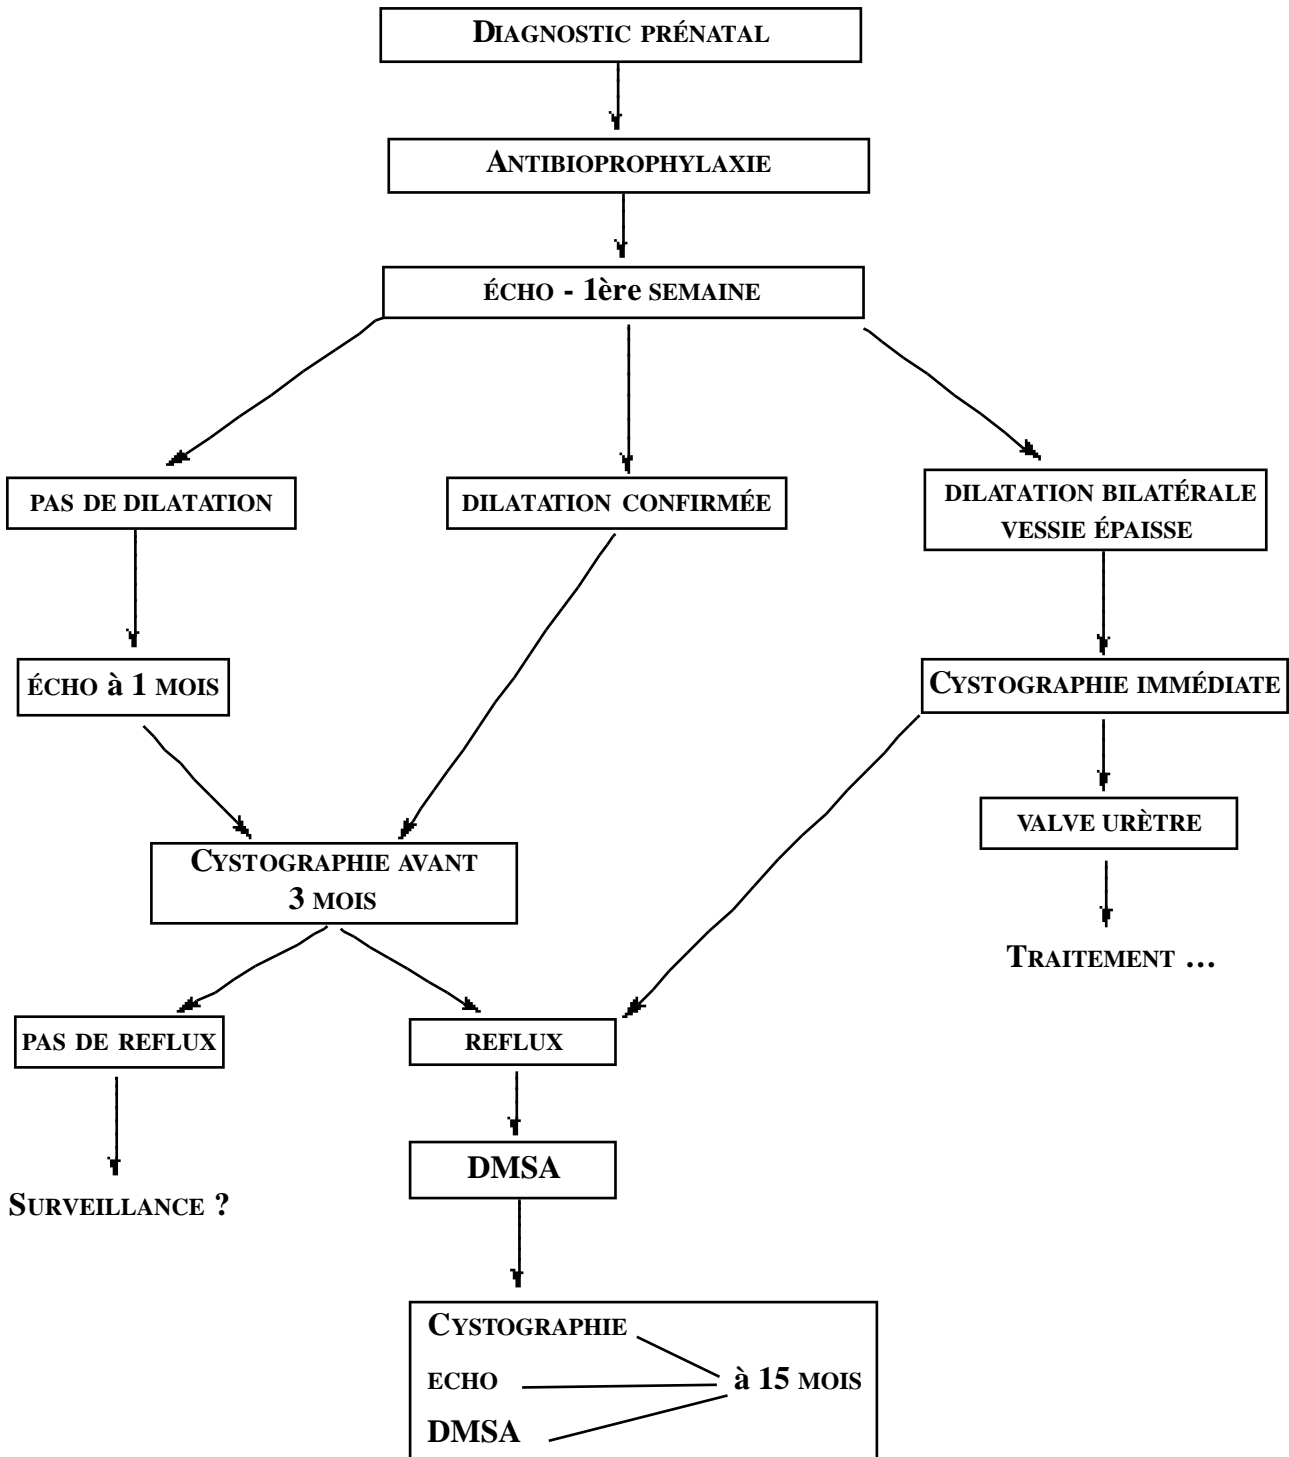 DIAGNOSTIC PRÉNATAL
ANTIBIOPROPHYLAXIE
ÉCHO - 1ère SEMAINE
PAS DE DILATATION
DILATATION CONFIRMÉE
DILATATION BILATÉRALE
VESSIE ÉPAISSE
ÉCHO à 1 MOIS
CYSTOGRAPHIE IMMÉDIATE
VALVE URÈTRE
CYSTOGRAPHIE AVANT
3 MOIS
TRAITEMENT ...
PAS DE REFLUX
REFLUX
DMSA
SURVEILLANCE ?
CYSTOGRAPHIE
ECHO à 15 MOIS
DMSA